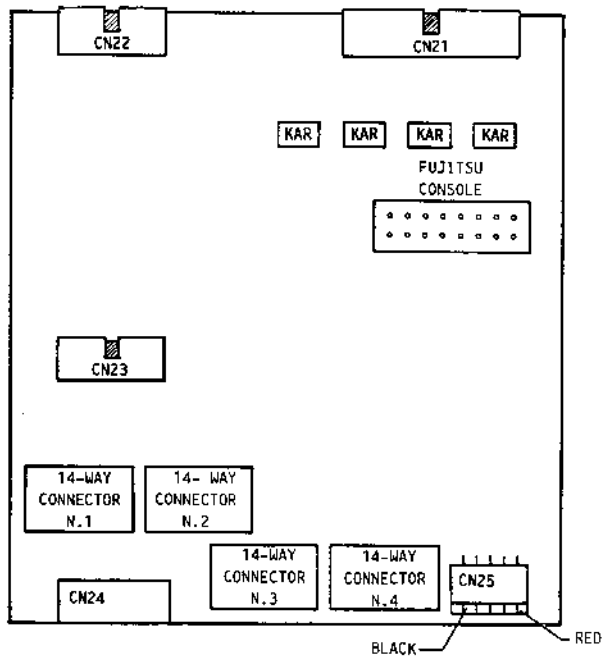 CN22
CN21
KAR KAR KAR KAR
FUJITSU
CONSOLE
CN23
14-WAY
CONNECTOR
N.1
14- WAY
CONNECTOR
N.2
14-WAY
CONNECTOR
N.3
14-WAY
CONNECTOR
N.4
CN24
CN25
BLACK
RED